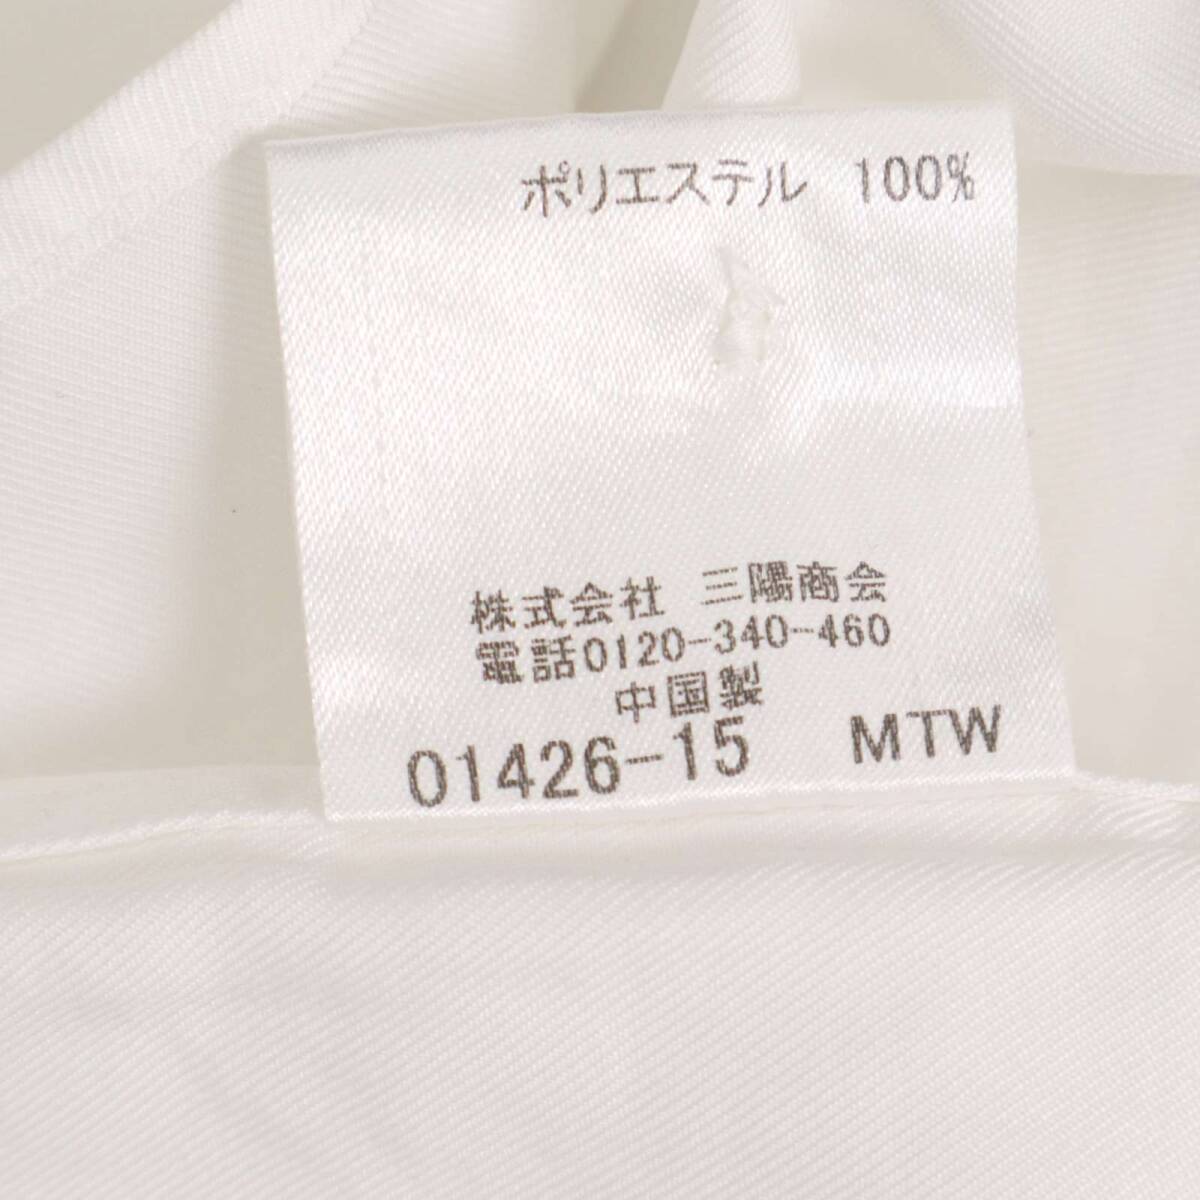 ポリエステル 100%
株式会社 三陽商会
電話0120-340-460
中国製
01426-15 MTW